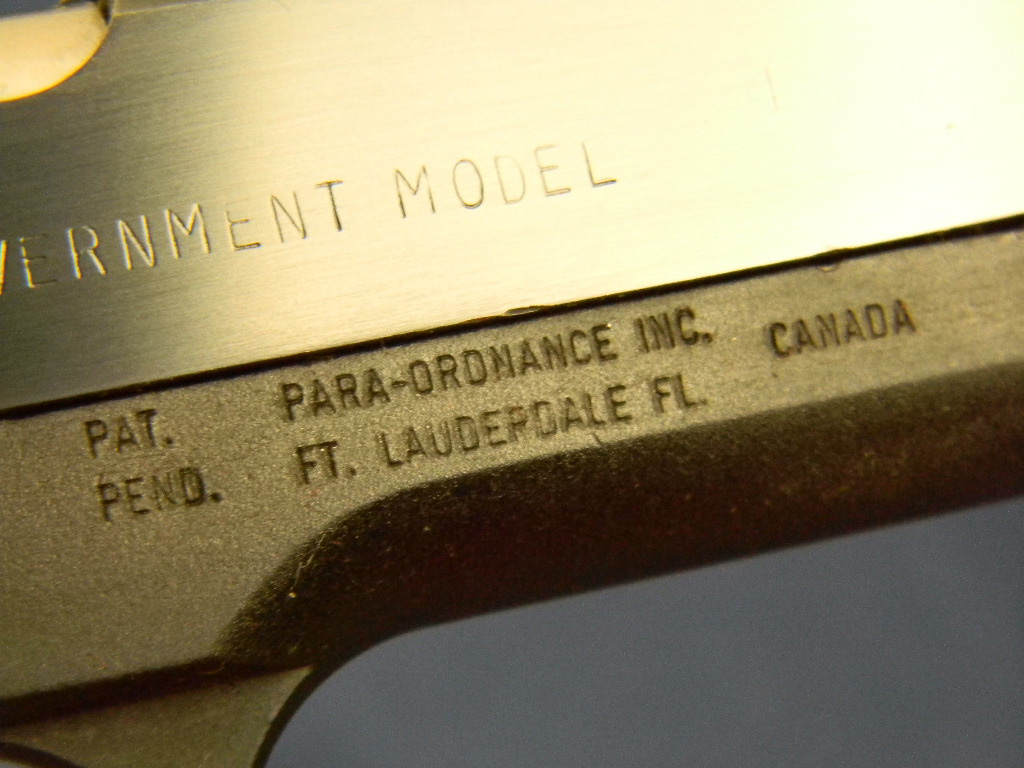 VERNMENT MODEL
PAT. PARA-ORDNANCE INC. CANADA
PEND. FT. LAUDERDALE FL.